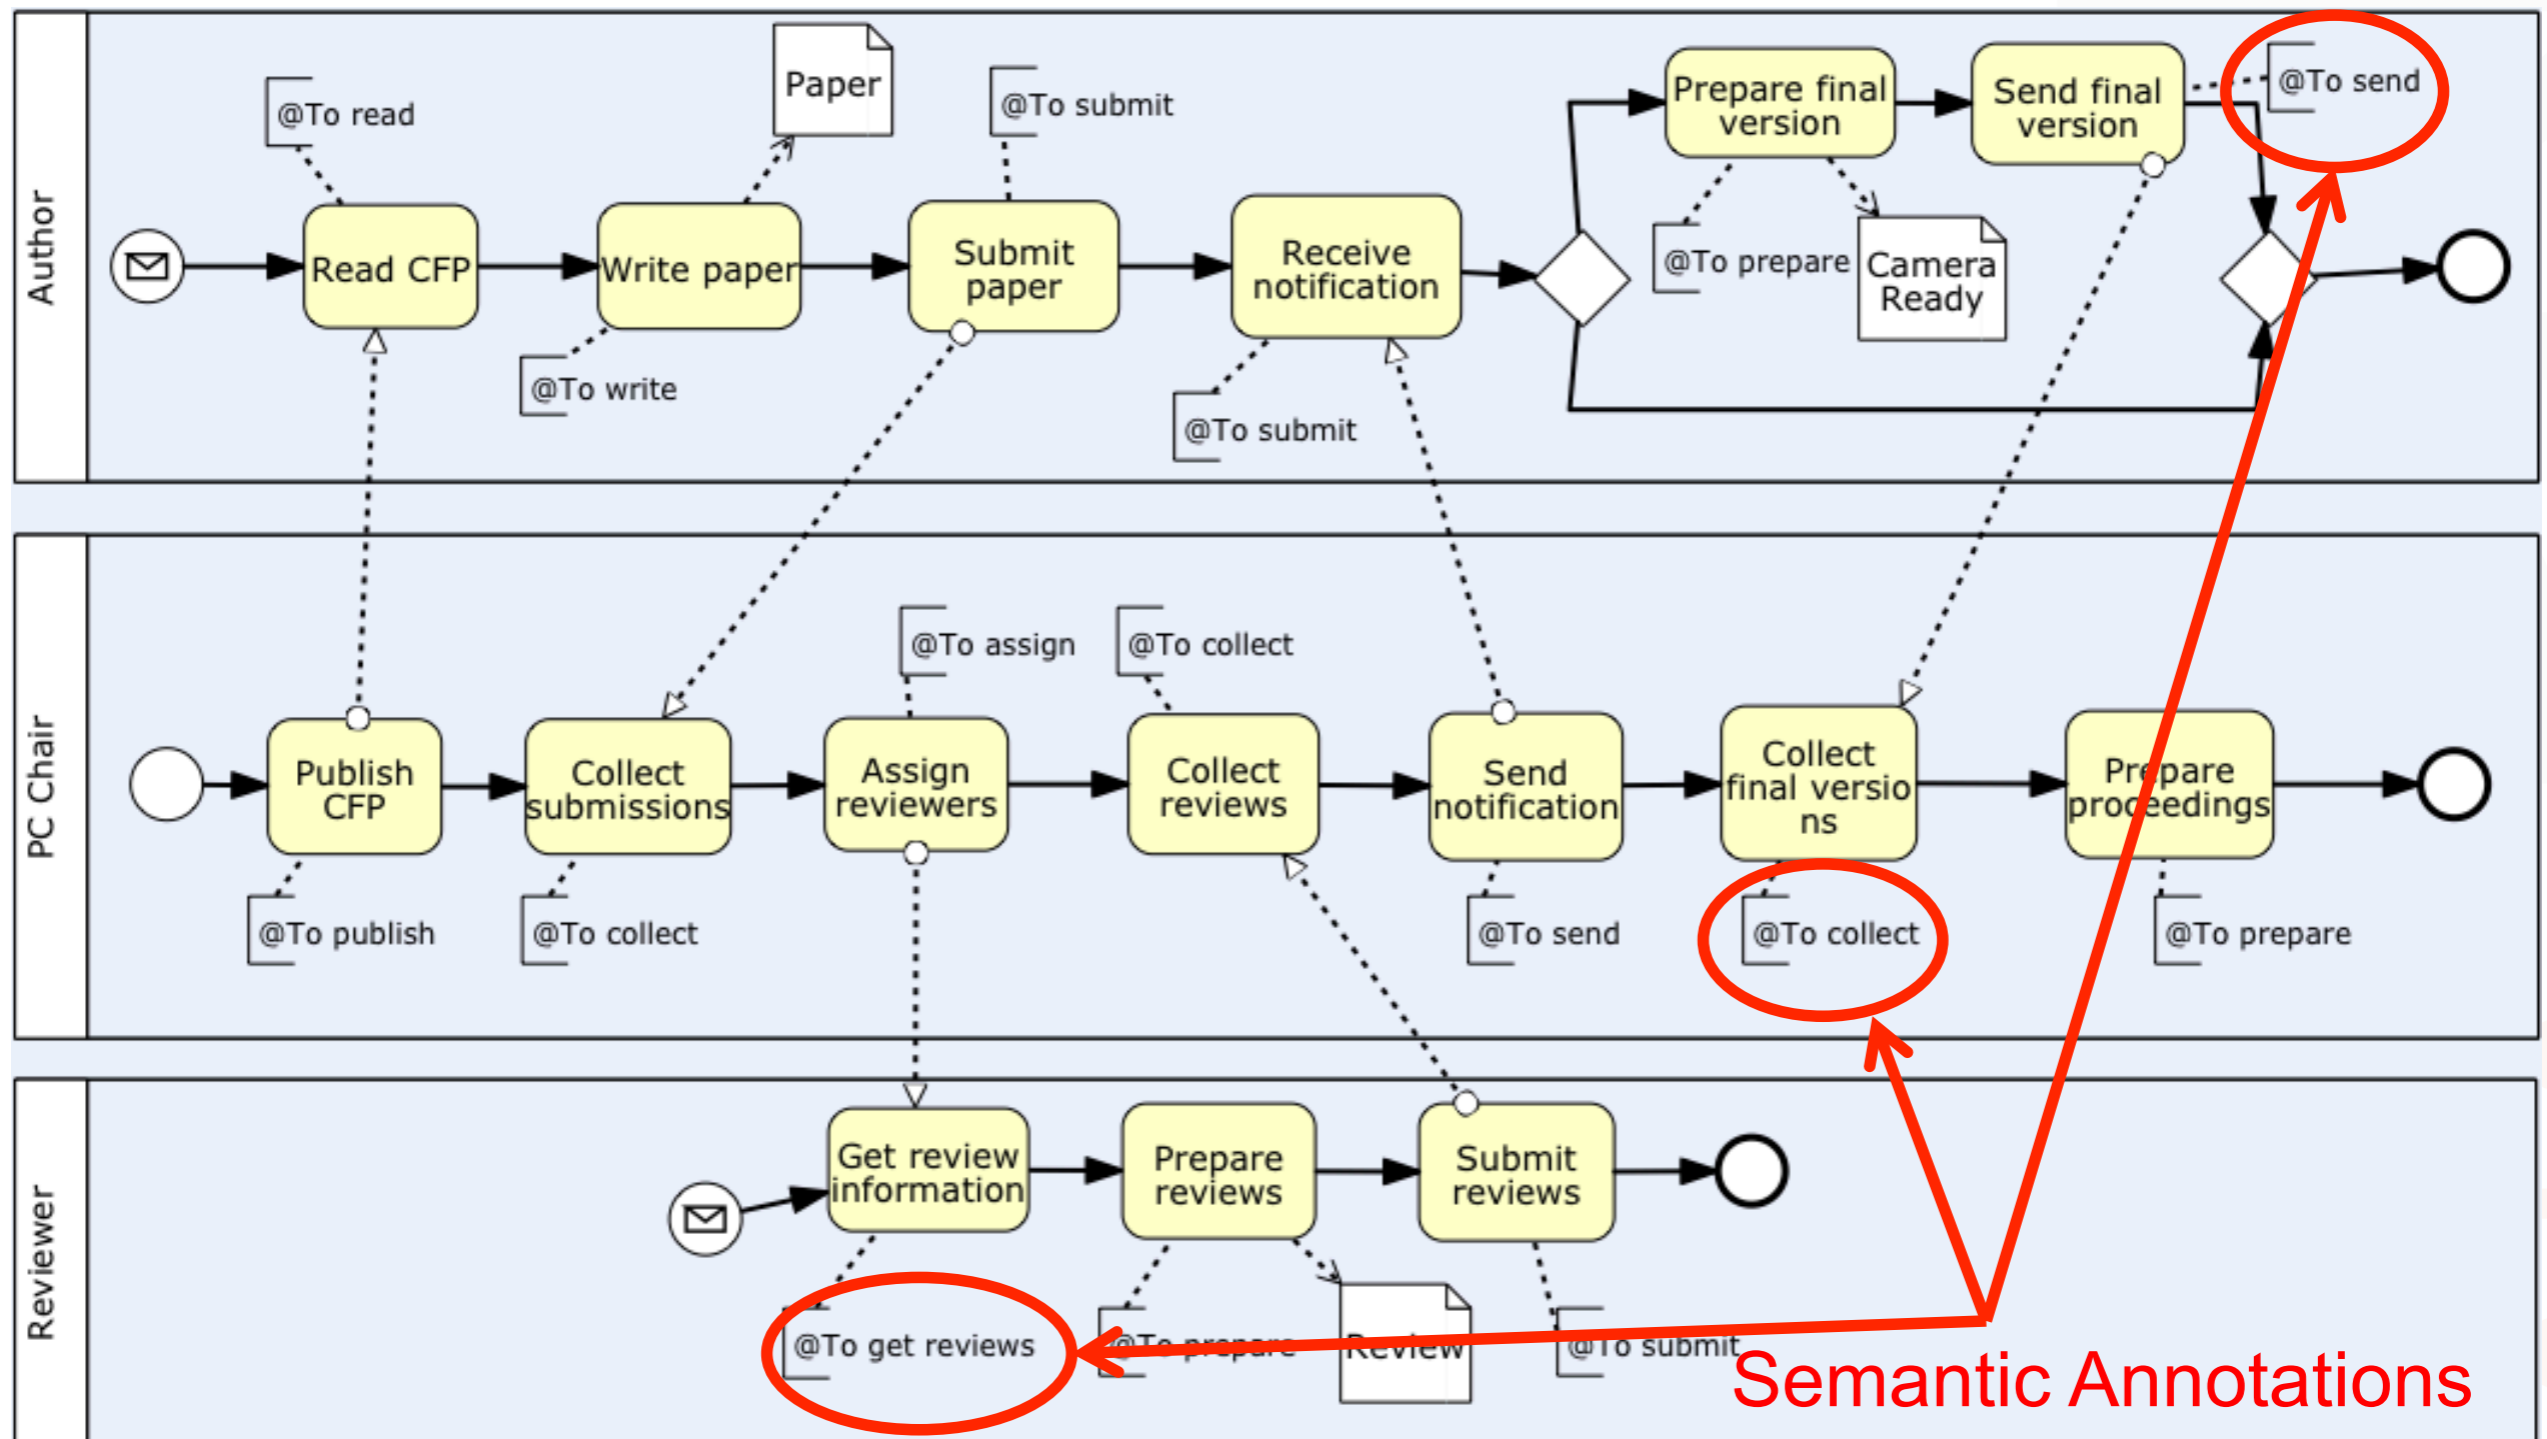 Author
@To read
Paper
@To submit
Prepare final
version
Send final
version
@To send
Read CFP
Write paper
Submit
paper
Receive
notification
@To prepare
Camera
Ready
@To write
@To submit
PC Chair
@To assign
@To collect
Publish
CFP
Collect
submissions
Assign
reviewers
Collect
reviews
Send
notification
Collect
final versio
ns
Prepare
proceedings
@To publish
@To collect
@To send
@To collect
@To prepare
Reviewer
Get review
information
Prepare
reviews
Submit
reviews
@To get reviews
@To prepare
Review
@To submit
Semantic Annotations